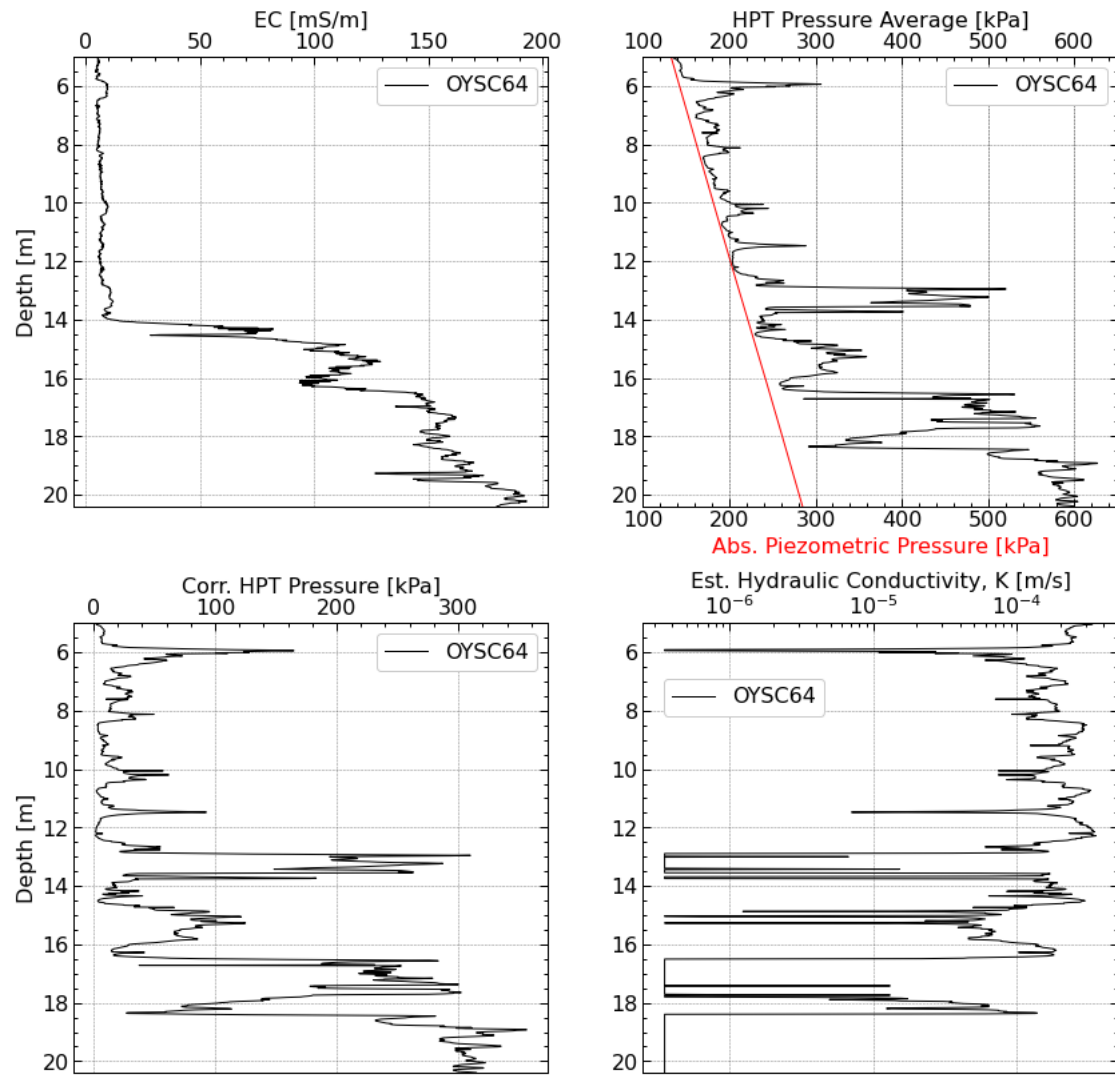 EC [mS/m]
0 50 100 150 200
OYSC64
Depth [m]
6
8
10
12
14
16
18
20
HPT Pressure Average [kPa]
100 200 300 400 500 600
OYSC64
6
8
10
12
14
16
18
20
100 200 300 400 500 600
Abs. Piezometric Pressure [kPa]
Corr. HPT Pressure [kPa]
0 100 200 300
OYSC64
Depth [m]
6
8
10
12
14
16
18
20
Est. Hydraulic Conductivity, K [m/s]
10⁻⁶ 10⁻⁵ 10⁻⁴
OYSC64
6
8
10
12
14
16
18
20